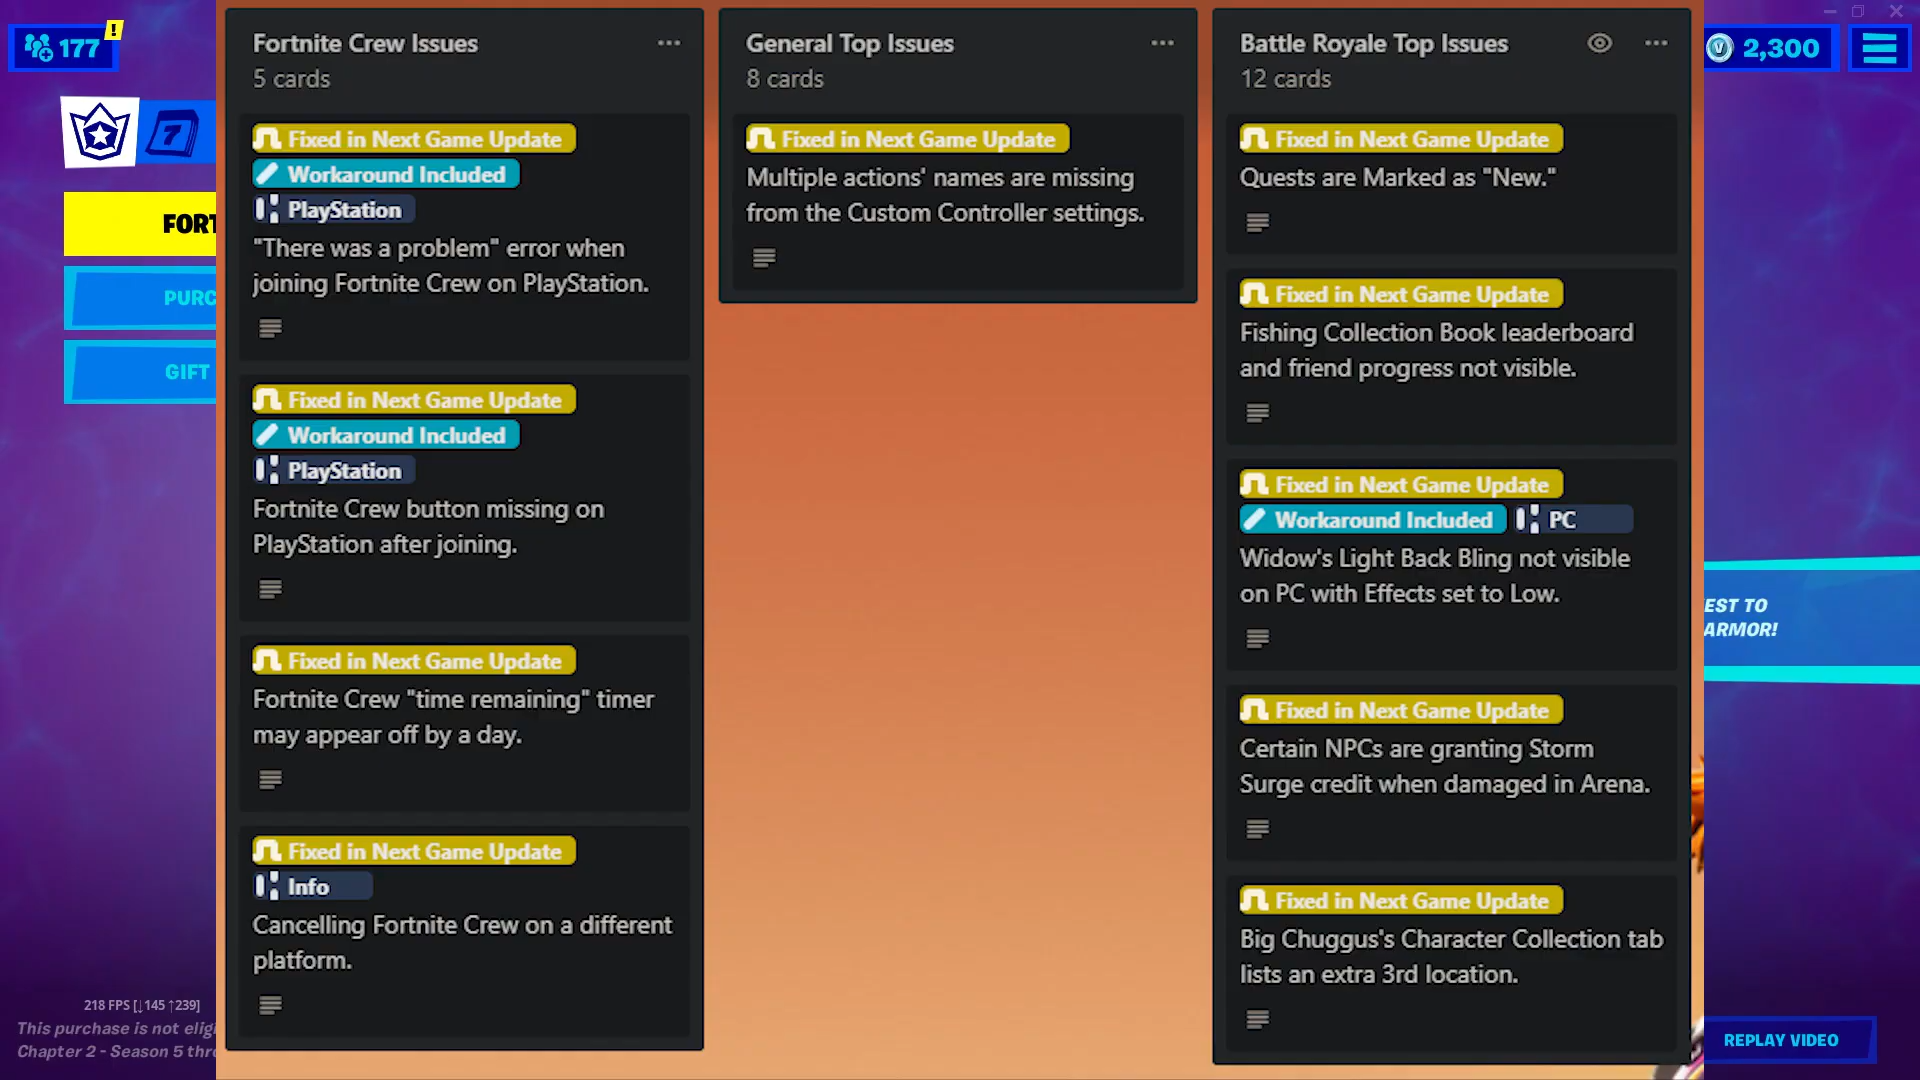 177
!
7
FORT
PURC
GIFT
218 FPS [↓145 ↑239]
This purchase is not elig
Chapter 2 - Season 5 thr
Fortnite Crew Issues
5 cards
Fixed in Next Game Update
Workaround Included
PlayStation
"There was a problem" error when
joining Fortnite Crew on PlayStation.
Fixed in Next Game Update
Workaround Included
PlayStation
Fortnite Crew button missing on
PlayStation after joining.
Fixed in Next Game Update
Fortnite Crew "time remaining" timer
may appear off by a day.
Fixed in Next Game Update
Info
Cancelling Fortnite Crew on a different
platform.
General Top Issues
8 cards
Fixed in Next Game Update
Multiple actions' names are missing
from the Custom Controller settings.
Battle Royale Top Issues
12 cards
Fixed in Next Game Update
Quests are Marked as "New."
Fixed in Next Game Update
Fishing Collection Book leaderboard
and friend progress not visible.
Fixed in Next Game Update
Workaround Included PC
Widow's Light Back Bling not visible
on PC with Effects set to Low.
Fixed in Next Game Update
Certain NPCs are granting Storm
Surge credit when damaged in Arena.
Fixed in Next Game Update
Big Chuggus's Character Collection tab
lists an extra 3rd location.
V 2,300
EST TO
ARMOR!
REPLAY VIDEO